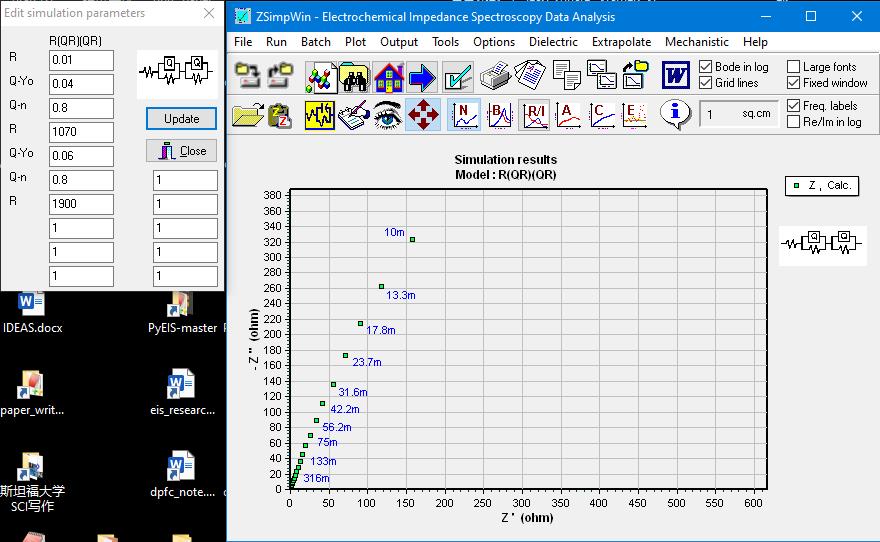 Edit simulation parameters
R(QR)(QR)
R 0.01
Q-Yo 0.04
Q-n 0.8
R 1070
Q-Yo 0.06
Q-n 0.8 1
R 1900 1
1 1
1 1
1 1
Q Q
Update
Close
IDEAS.docx
PyEIS-master
paper_writ...
eis_researc...
斯坦福大学
SCI写作
dpfc_note....
ZSimpWin - Electrochemical Impedance Spectroscopy Data Analysis
File Run Batch Plot Output Tools Options Dielectric Extrapolate Mechanistic Help
W
Bode in log
Grid lines
Large fonts
Fixed window
N B R/I A C E
i
1 sq.cm
Freq. labels
Re/Im in log
Simulation results
Model : R(QR)(QR)
Z , Calc.
Q Q
- Z " (ohm)
380
360
340
320
300
280
260
240
220
200
180
160
140
120
100
80
60
40
20
0
10m
13.3m
17.8m
23.7m
31.6m
42.2m
56.2m
75m
133m
316m
0 50 100 150 200 250 300 350 400 450 500 550 600
Z ' (ohm)